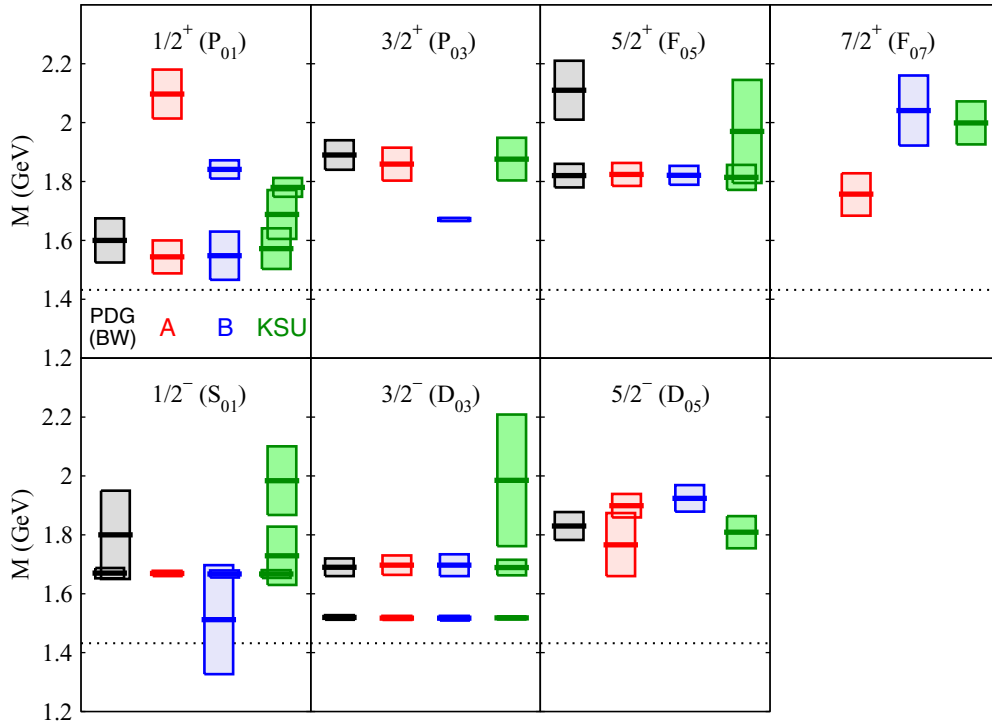 1/2⁺ (P₀₁) 3/2⁺ (P₀₃) 5/2⁺ (F₀₅) 7/2⁺ (F₀₇)
M (GeV)
2.2
2
1.8
1.6
1.4
1.2
PDG
(BW) A B KSU
1/2⁻ (S₀₁) 3/2⁻ (D₀₃) 5/2⁻ (D₀₅)
M (GeV)
2.2
2
1.8
1.6
1.4
1.2